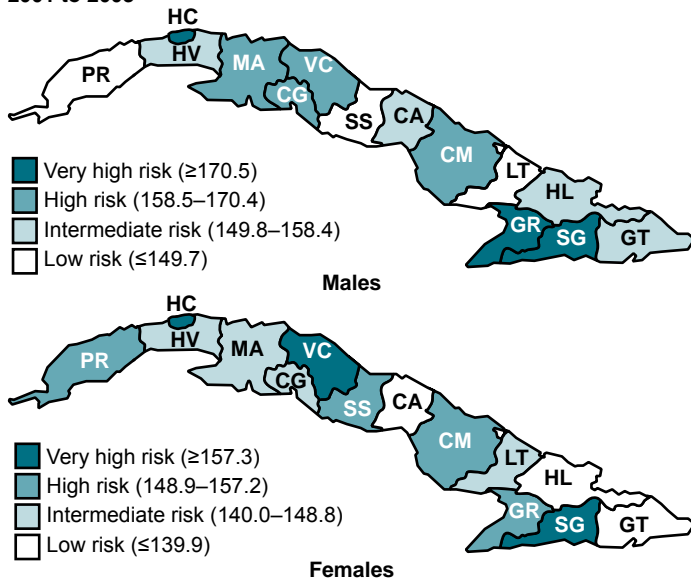 HC
HV
MA
VC
PR
CG
SS
CA
CM
LT
HL
GR
SG
GT
Very high risk (≥170.5)
High risk (158.5–170.4)
Intermediate risk (149.8–158.4)
Low risk (≤149.7)
Males
HC
HV
MA
VC
PR
CG
SS
CA
CM
LT
HL
GR
SG
GT
Very high risk (≥157.3)
High risk (148.9–157.2)
Intermediate risk (140.0–148.8)
Low risk (≤139.9)
Females